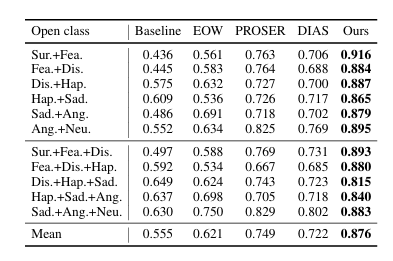 Open class Baseline EOW PROSER DIAS Ours
Sur.+Fea. 0.436 0.561 0.763 0.706 0.916
Fea.+Dis. 0.445 0.583 0.764 0.688 0.884
Dis.+Hap. 0.575 0.632 0.727 0.700 0.887
Hap.+Sad. 0.609 0.536 0.726 0.717 0.865
Sad.+Ang. 0.486 0.691 0.718 0.702 0.879
Ang.+Neu. 0.552 0.634 0.825 0.769 0.895
Sur.+Fea.+Dis. 0.497 0.588 0.769 0.731 0.893
Fea.+Dis.+Hap. 0.592 0.534 0.667 0.685 0.880
Dis.+Hap.+Sad. 0.649 0.624 0.743 0.723 0.815
Hap.+Sad.+Ang. 0.637 0.698 0.705 0.718 0.840
Sad.+Ang.+Neu. 0.630 0.750 0.829 0.802 0.883
Mean 0.555 0.621 0.749 0.722 0.876